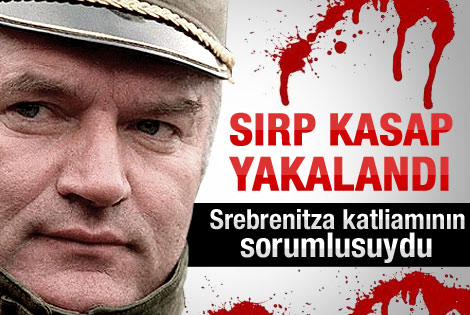 SIRP KASAP
YAKALANDI
Srebrenitza katliamının
sorumlusuydu